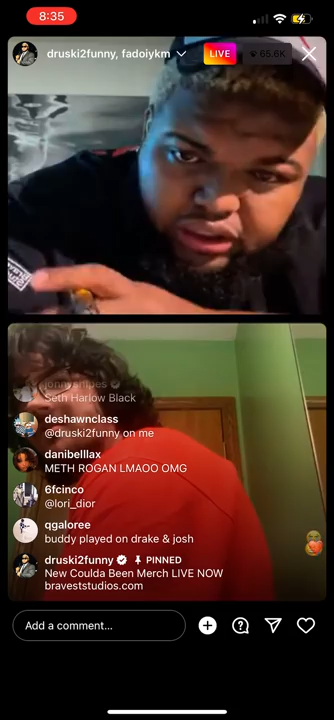 8:35
druski2funny, fadoiykm
LIVE
65.6K
jonnyhipes
Seth Harlow Black
deshawnclass
@druski2funny on me
danibelllax
METH ROGAN LMAOO OMG
6fcinco
@lori_dior
qgaloree
buddy played on drake & josh
druski2funny PINNED
New Coulda Been Merch LIVE NOW
braveststudios.com
Add a comment...